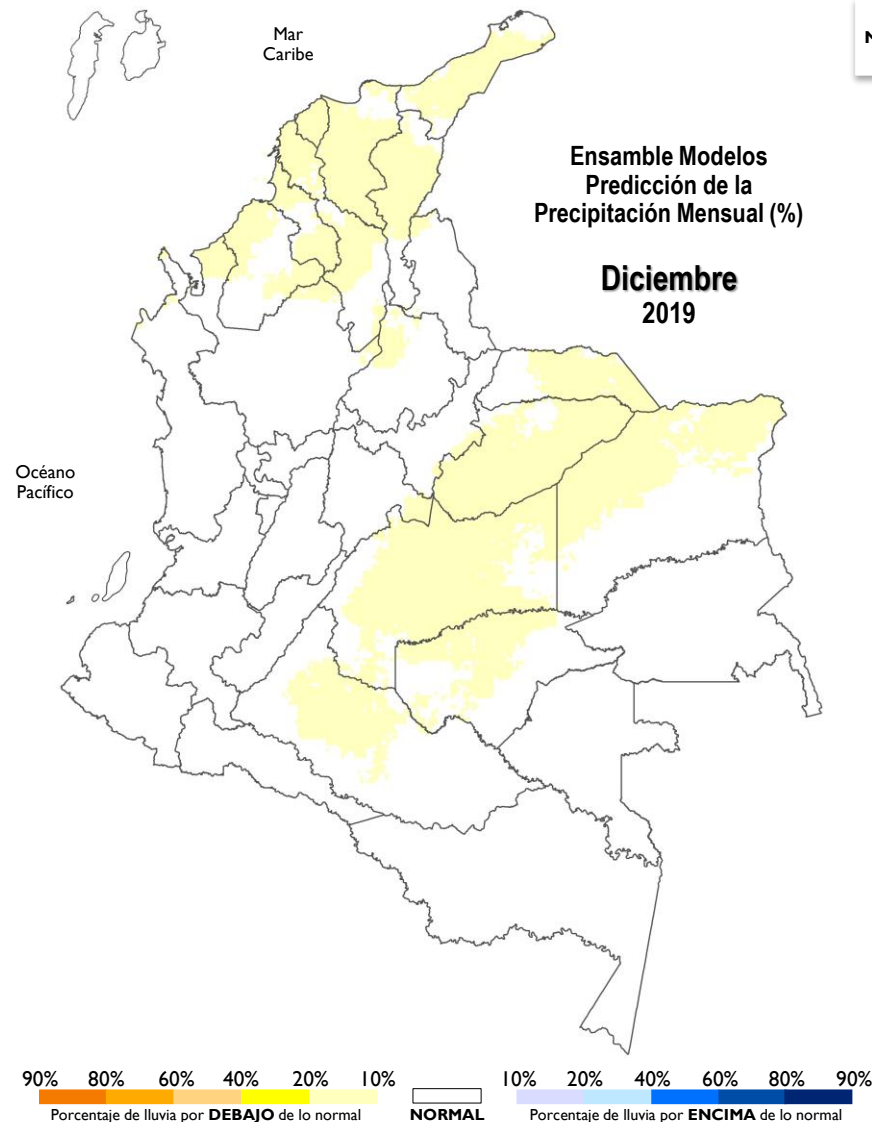 Mar
Caribe
Ensamble Modelos
Predicción de la
Precipitación Mensual (%)
Diciembre
2019
Océano
Pacífico
90% 80% 60% 40% 20% 10% 10% 20% 40% 60% 80% 90%
Porcentaje de lluvia por DEBAJO de lo normal NORMAL Porcentaje de lluvia por ENCIMA de lo normal